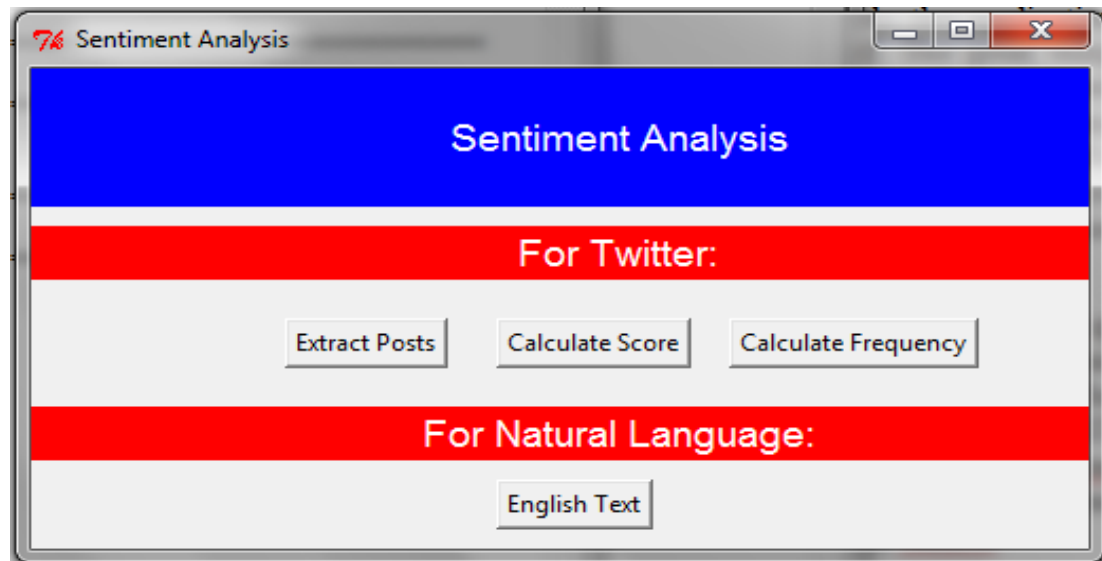 Sentiment Analysis
Sentiment Analysis
For Twitter:
Extract Posts Calculate Score Calculate Frequency
For Natural Language:
English Text